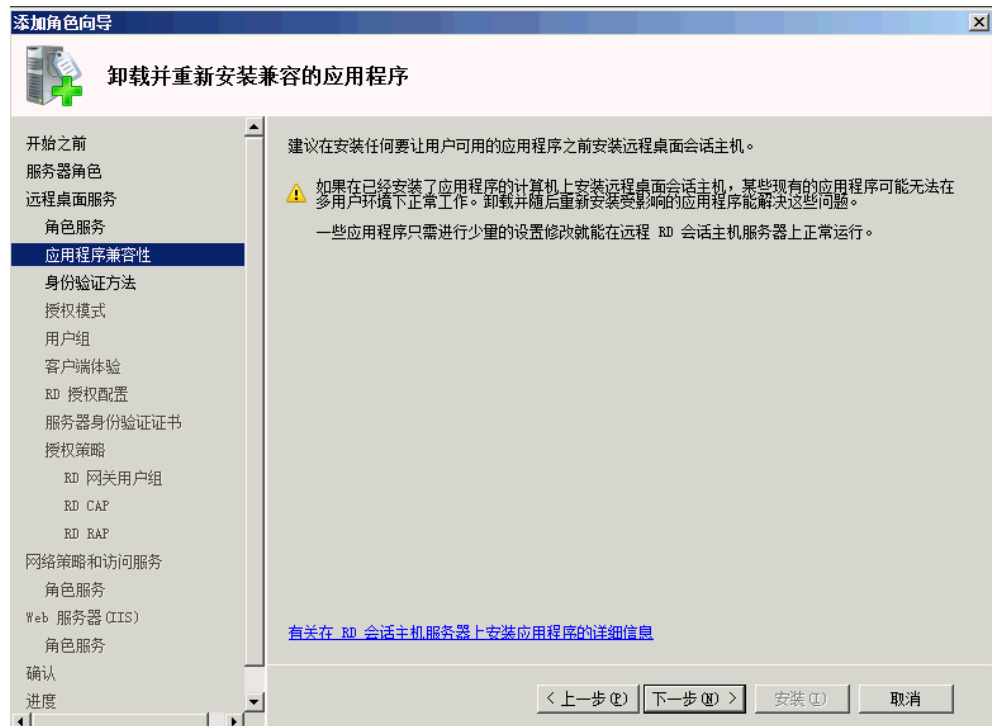 添加角色向导
卸载并重新安装兼容的应用程序
开始之前
服务器角色
远程桌面服务
角色服务
应用程序兼容性
身份验证方法
授权模式
用户组
客户端体验
RD 授权配置
服务器身份验证证书
授权策略
RD 网关用户组
RD CAP
RD RAP
网络策略和访问服务
角色服务
Web 服务器(IIS)
角色服务
确认
进度
建议在安装任何要让用户可用的应用程序之前安装远程桌面会话主机。
如果在已经安装了应用程序的计算机上安装远程桌面会话主机，某些现有的应用程序可能无法在
多用户环境下正常工作。卸载并随后重新安装受影响的应用程序能解决这些问题。
一些应用程序只需进行少量的设置修改就能在远程 RD 会话主机服务器上正常运行。
有关在 RD 会话主机服务器上安装应用程序的详细信息
< 上一步(P) 下一步(N) > 安装(I) 取消